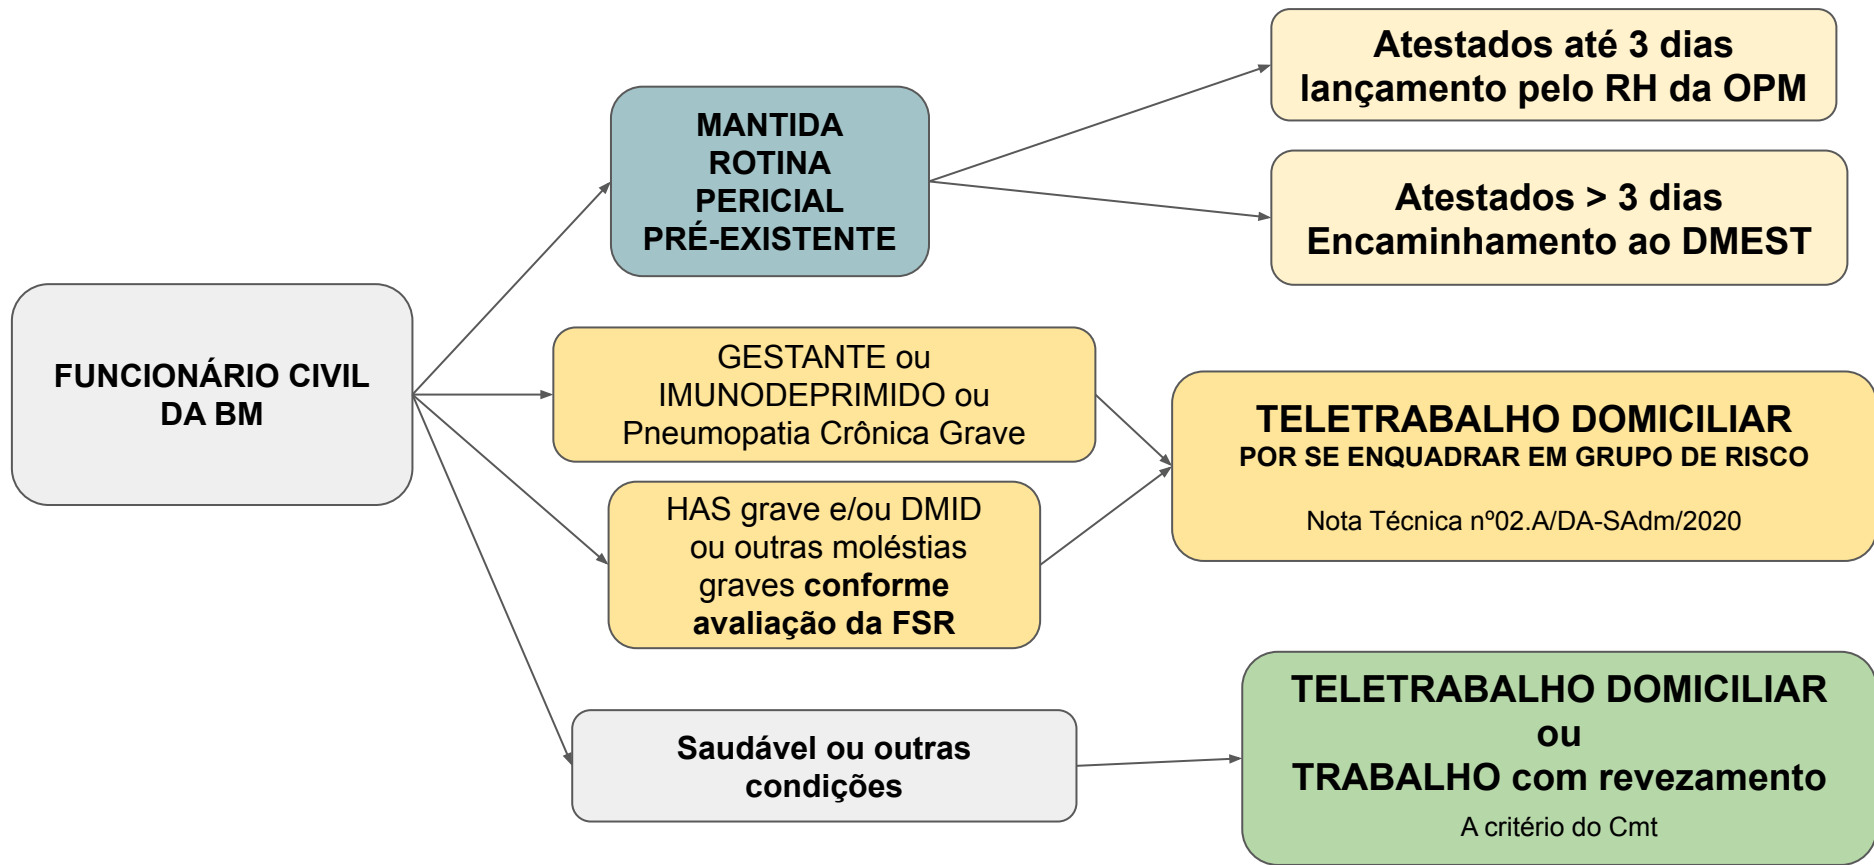 FUNCIONÁRIO CIVIL
DA BM
MANTIDA
ROTINA
PERICIAL
PRÉ-EXISTENTE
Atestados até 3 dias
lançamento pelo RH da OPM
Atestados > 3 dias
Encaminhamento ao DMEST
GESTANTE ou
IMUNODEPRIMIDO ou
Pneumopatia Crônica Grave
HAS grave e/ou DMID
ou outras moléstias
graves conforme
avaliação da FSR
TELETRABALHO DOMICILIAR
POR SE ENQUADRAR EM GRUPO DE RISCO
Nota Técnica nº02.A/DA-SAdm/2020
Saudável ou outras
condições
TELETRABALHO DOMICILIAR
ou
TRABALHO com revezamento
A critério do Cmt